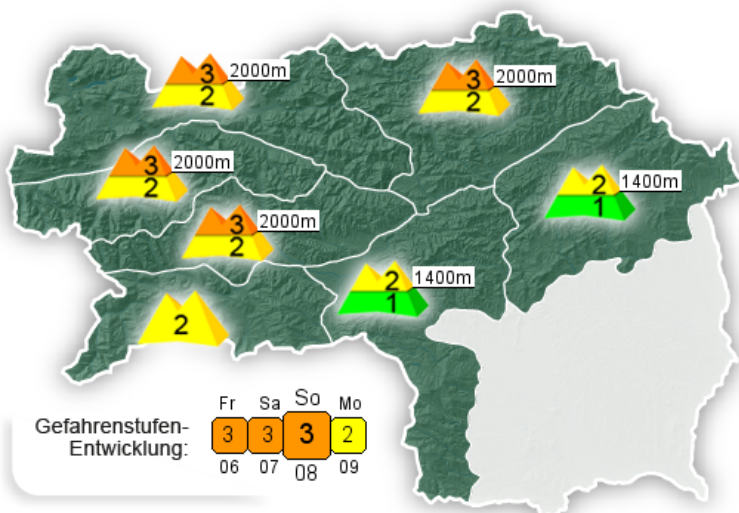 3 2000m
2
3 2000m
2
3 2000m
2
2 1400m
1
3 2000m
2
2 1400m
1
2
Fr Sa So Mo
Gefahrenstufen-
Entwicklung:
3 3 3 2
06 07 08 09